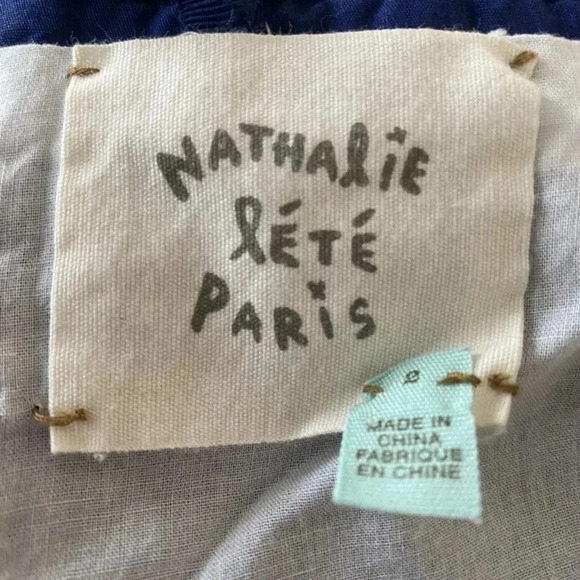 NATHALIE
LÉTÉ
PARIS
MADE IN
CHINA
FABRIQUE
EN CHINE